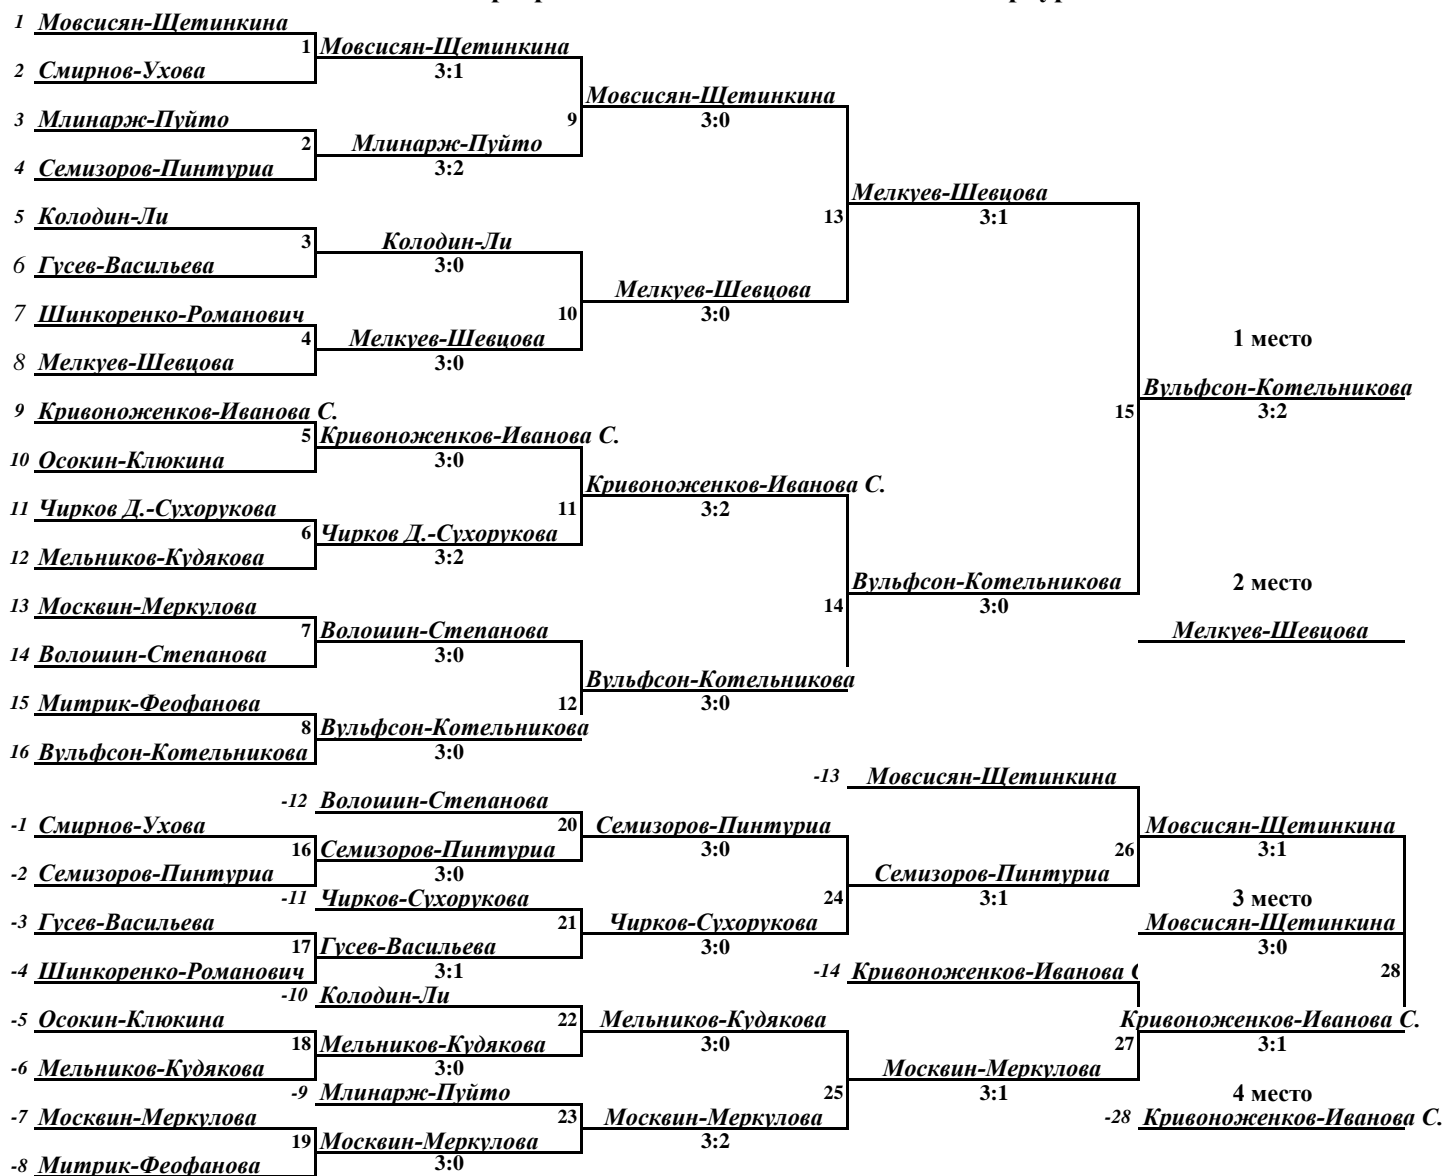 1 Мовсисян-Щетинкина
1 Мовсисян-Щетинкина
2 Смирнов-Ухова
3:1
Мовсисян-Щетинкина
3 Млинарж-Пуйто
9
3:0
2 Млинарж-Пуйто
4 Семизоров-Пинтуриа
3:2
Мелкуев-Шевцова
5 Колодин-Ли
13
3:1
3 Колодин-Ли
6 Гусев-Васильева
3:0
Мелкуев-Шевцова
7 Шинкоренко-Романович
10
3:0
4 Мелкуев-Шевцова
1 место
8 Мелкуев-Шевцова
3:0
Вульфсон-Котельникова
9 Кривоноженков-Иванова С.
15
3:2
5 Кривоноженков-Иванова С.
10 Осокин-Клюкина
3:0
Кривоноженков-Иванова С.
11 Чирков Д.-Сухорукова
11
3:2
6 Чирков Д.-Сухорукова
12 Мельников-Кудякова
3:2
Вульфсон-Котельникова
2 место
13 Москвин-Меркулова
14
3:0
7 Волошин-Степанова
Мелкуев-Шевцова
14 Волошин-Степанова
3:0
Вульфсон-Котельникова
15 Митрик-Феофанова
12
3:0
8 Вульфсон-Котельникова
16 Вульфсон-Котельникова
3:0
-13 Мовсисян-Щетинкина
-12 Волошин-Степанова
-1 Смирнов-Ухова
20 Семизоров-Пинтуриа
Мовсисян-Щетинкина
16 Семизоров-Пинтуриа
3:0
26
3:1
-2 Семизоров-Пинтуриа
3:0
Семизоров-Пинтуриа
-11 Чирков-Сухорукова
24
3:1
3 место
-3 Гусев-Васильева
21 Чирков-Сухорукова
Мовсисян-Щетинкина
17 Гусев-Васильева
3:0
3:0
-4 Шинкоренко-Романович
3:1
-14 Кривоноженков-Иванова
28
-10 Колодин-Ли
-5 Осокин-Клюкина
22 Мельников-Кудякова
Кривоноженков-Иванова С.
18 Мельников-Кудякова
3:0
27
3:1
-6 Мельников-Кудякова
3:0
Москвин-Меркулова
-9 Млинарж-Пуйто
25
3:1
4 место
-7 Москвин-Меркулова
23 Москвин-Меркулова
-28 Кривоноженков-Иванова С.
19 Москвин-Меркулова
3:2
-8 Митрик-Феофанова
3:0